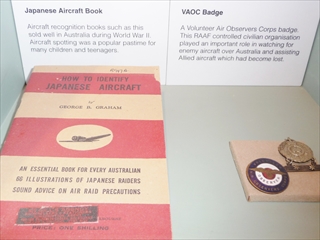 Japanese Aircraft Book
Aircraft recognition books such as this
sold well in Australia during World War II.
Aircraft spotting was a popular pastime for
many children and teenagers.
VAOC Badge
A Volunteer Air Observers Corps badge.
This RAAF controlled civilian organisation
played an important role in watching for
enemy aircraft over Australia and assisting
Allied aircraft which had become lost.
HOW TO IDENTIFY
JAPANESE AIRCRAFT
by
GEORGE H. GRAHAM
AN ESSENTIAL BOOK FOR EVERY AUSTRALIAN
60 ILLUSTRATIONS OF JAPANESE RAIDERS
SOUND ADVICE ON AIR RAID PRECAUTIONS
PRICE: ONE SHILLING